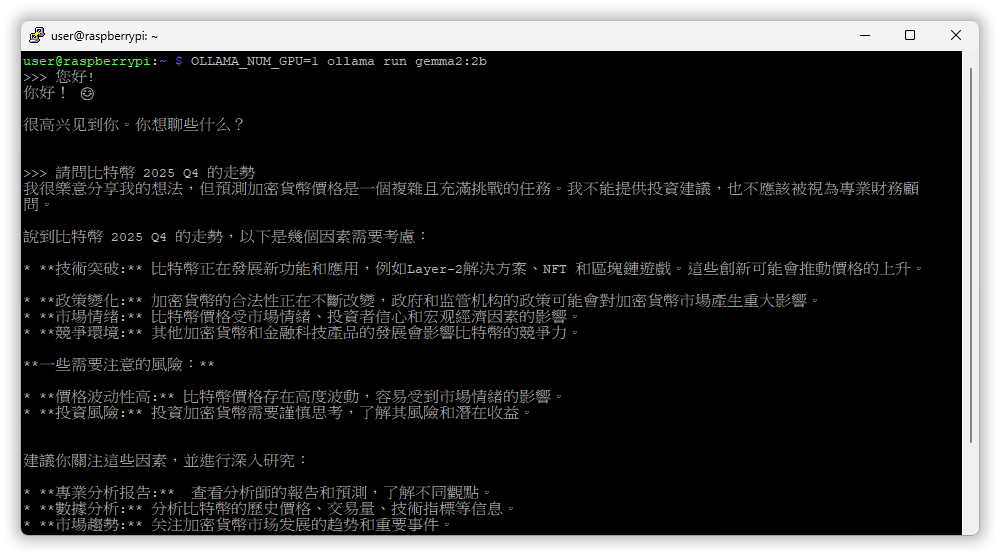 user@raspberrypi: ~
user@raspberrypi:~ $ OLLAMA_NUM_GPU=1 ollama run gemma2:2b
>>> 您好!
你好！ 😊
很高兴见到你。你想聊些什么？
>>> 請問比特幣 2025 Q4 的走勢
我很樂意分享我的想法，但預測加密貨幣價格是一個複雜且充滿挑戰的任務。我不能提供投資建議，也不應該被視為專業財務顧
問。
說到比特幣 2025 Q4 的走勢，以下是幾個因素需要考慮：
* **技術突破:** 比特幣正在發展新功能和應用，例如Layer-2解決方案、NFT 和區塊鏈遊戲。這些創新可能會推動價格的上升。
* **政策變化:** 加密貨幣的合法性正在不斷改變，政府和监管机构的政策可能會對加密貨幣市場產生重大影響。
* **市場情緒:** 比特幣價格受市場情緒、投資者信心和宏观經濟因素的影響。
* **競爭環境:** 其他加密貨幣和金融科技產品的發展會影響比特幣的競爭力。
**一些需要注意的風險：**
* **價格波动性高:** 比特幣價格存在高度波動，容易受到市場情緒的影響。
* **投資風險:** 投資加密貨幣需要謹慎思考，了解其風險和潛在收益。
建議你關注這些因素，並進行深入研究：
* **專業分析报告:**  查看分析師的報告和預測，了解不同觀點。
* **數據分析:** 分析比特幣的歷史價格、交易量、技術指標等信息。
* **市場趨勢:** 关注加密貨幣市场发展的趨勢和重要事件。